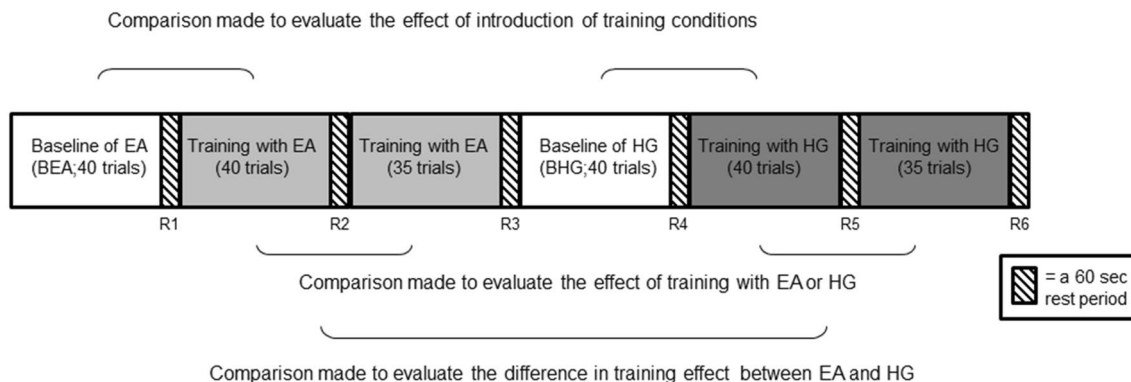 Comparison made to evaluate the effect of introduction of training conditions
Baseline of EA
(BEA;40 trials)
Training with EA
(40 trials)
Training with EA
(35 trials)
Baseline of HG
(BHG;40 trials)
Training with HG
(40 trials)
Training with HG
(35 trials)
R1
R2
R3
R4
R5
R6
Comparison made to evaluate the effect of training with EA or HG
= a 60 sec
rest period
Comparison made to evaluate the difference in training effect between EA and HG